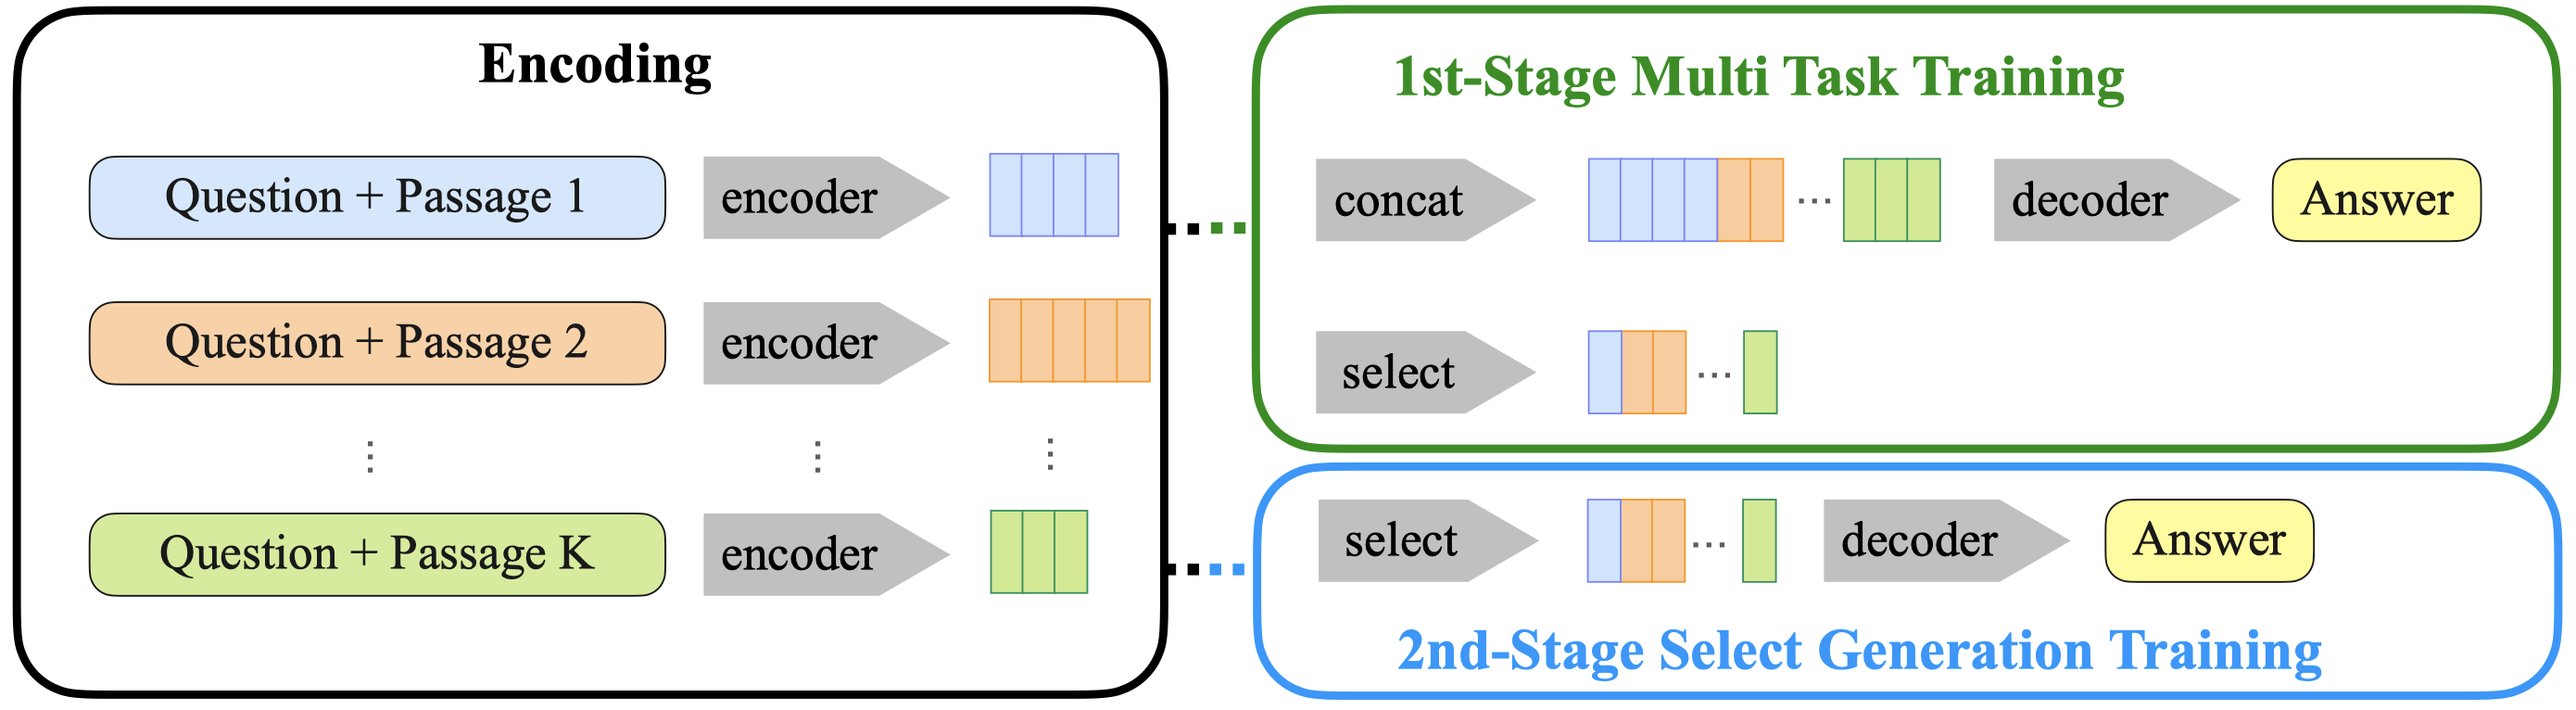 Encoding
Question + Passage 1
encoder
Question + Passage 2
encoder
Question + Passage K
encoder
1st-Stage Multi Task Training
concat
decoder
Answer
select
select
decoder
Answer
2nd-Stage Select Generation Training